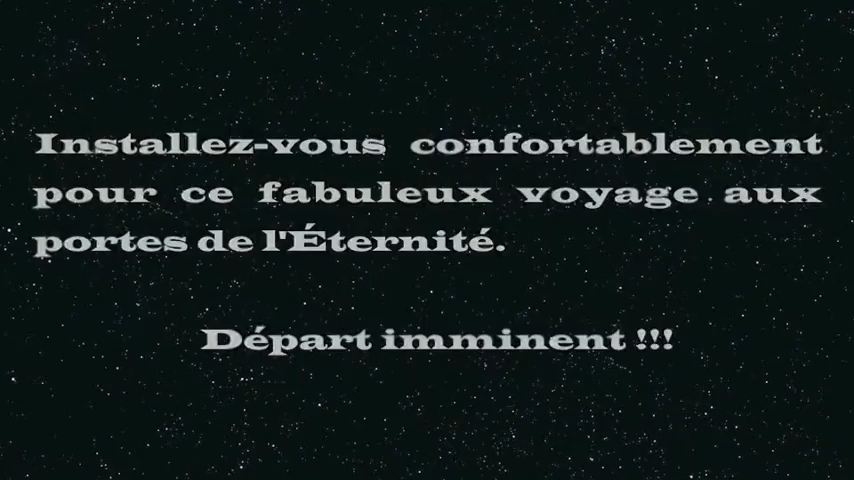 Installez-vous confortablement
pour ce fabuleux voyage aux
portes de l'Éternité.
Départ imminent !!!